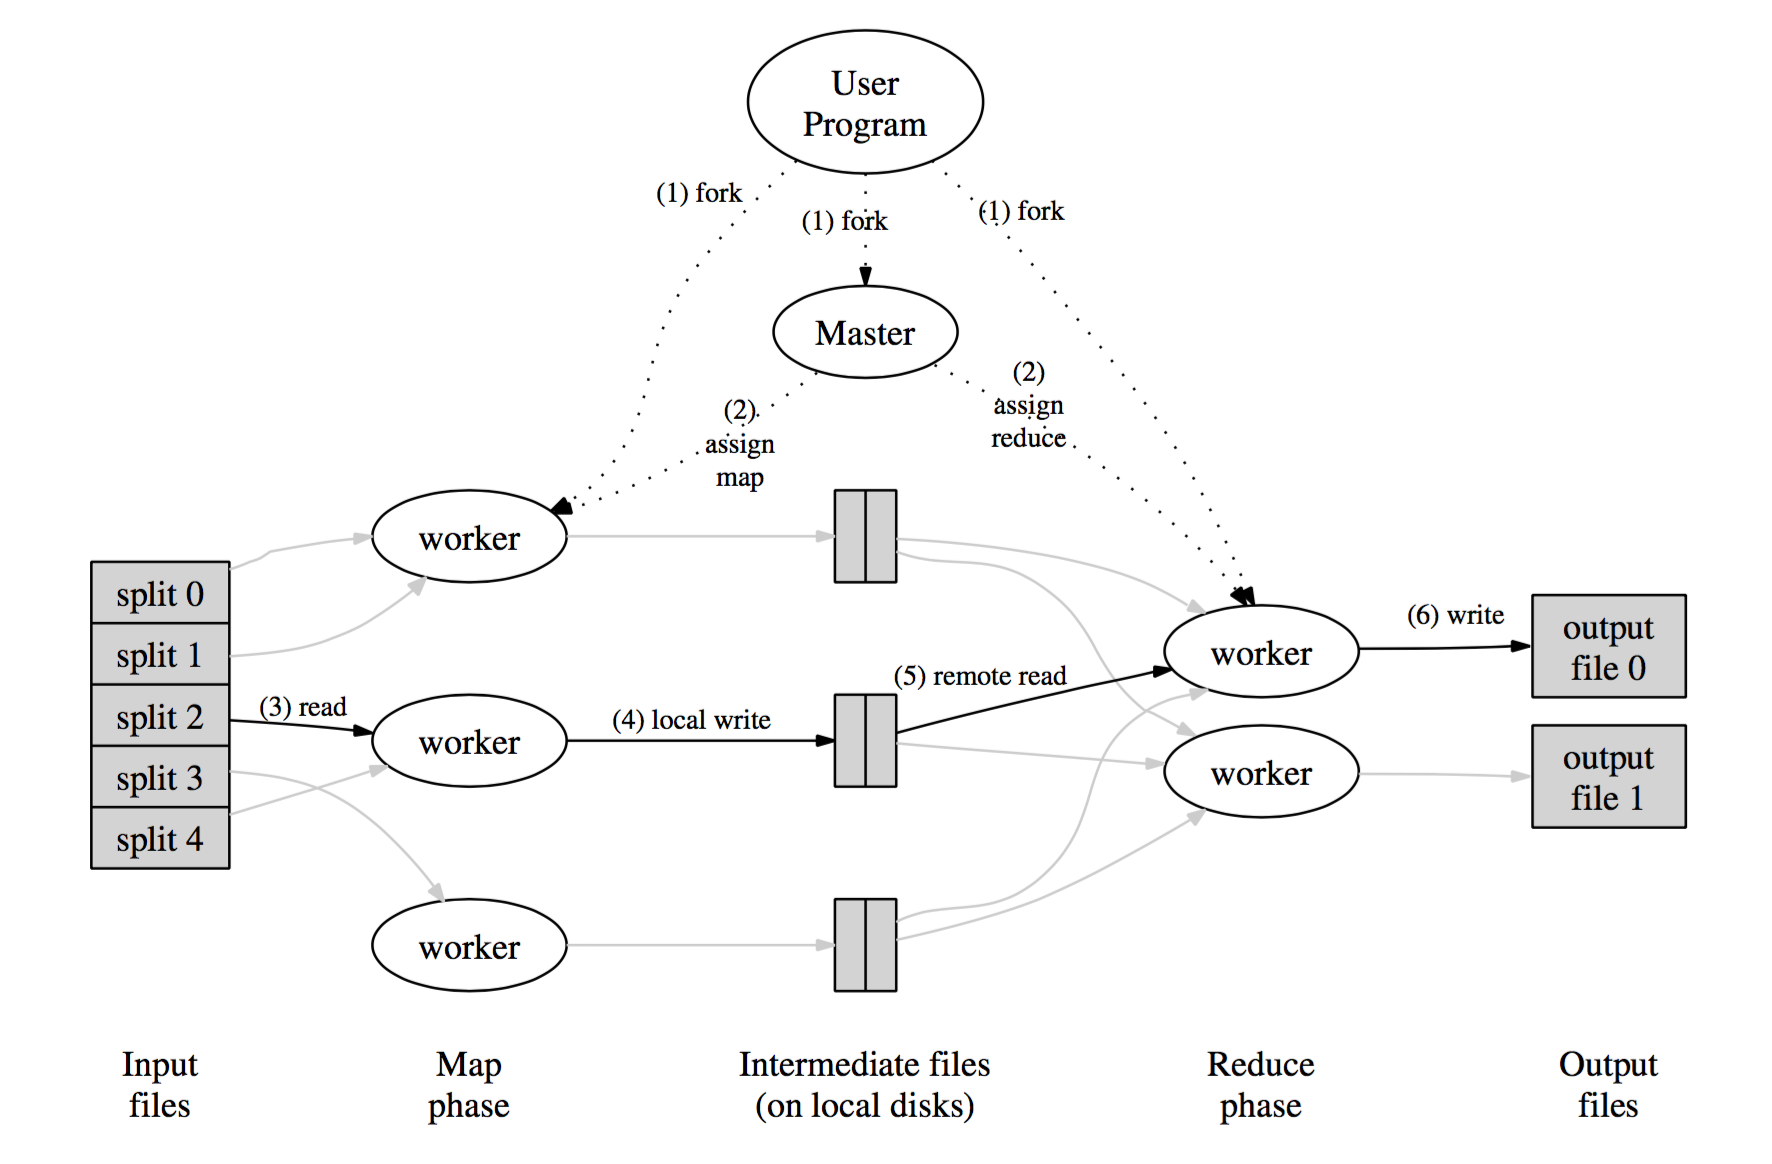 User
Program
(1) fork
(1) fork
(1) fork
Master
(2)
assign
map
(2)
assign
reduce
split 0
split 1
split 2
split 3
split 4
(3) read
worker
worker
worker
(4) local write
(5) remote read
worker
worker
(6) write
output
file 0
output
file 1
Input
files
Map
phase
Intermediate files
(on local disks)
Reduce
phase
Output
files